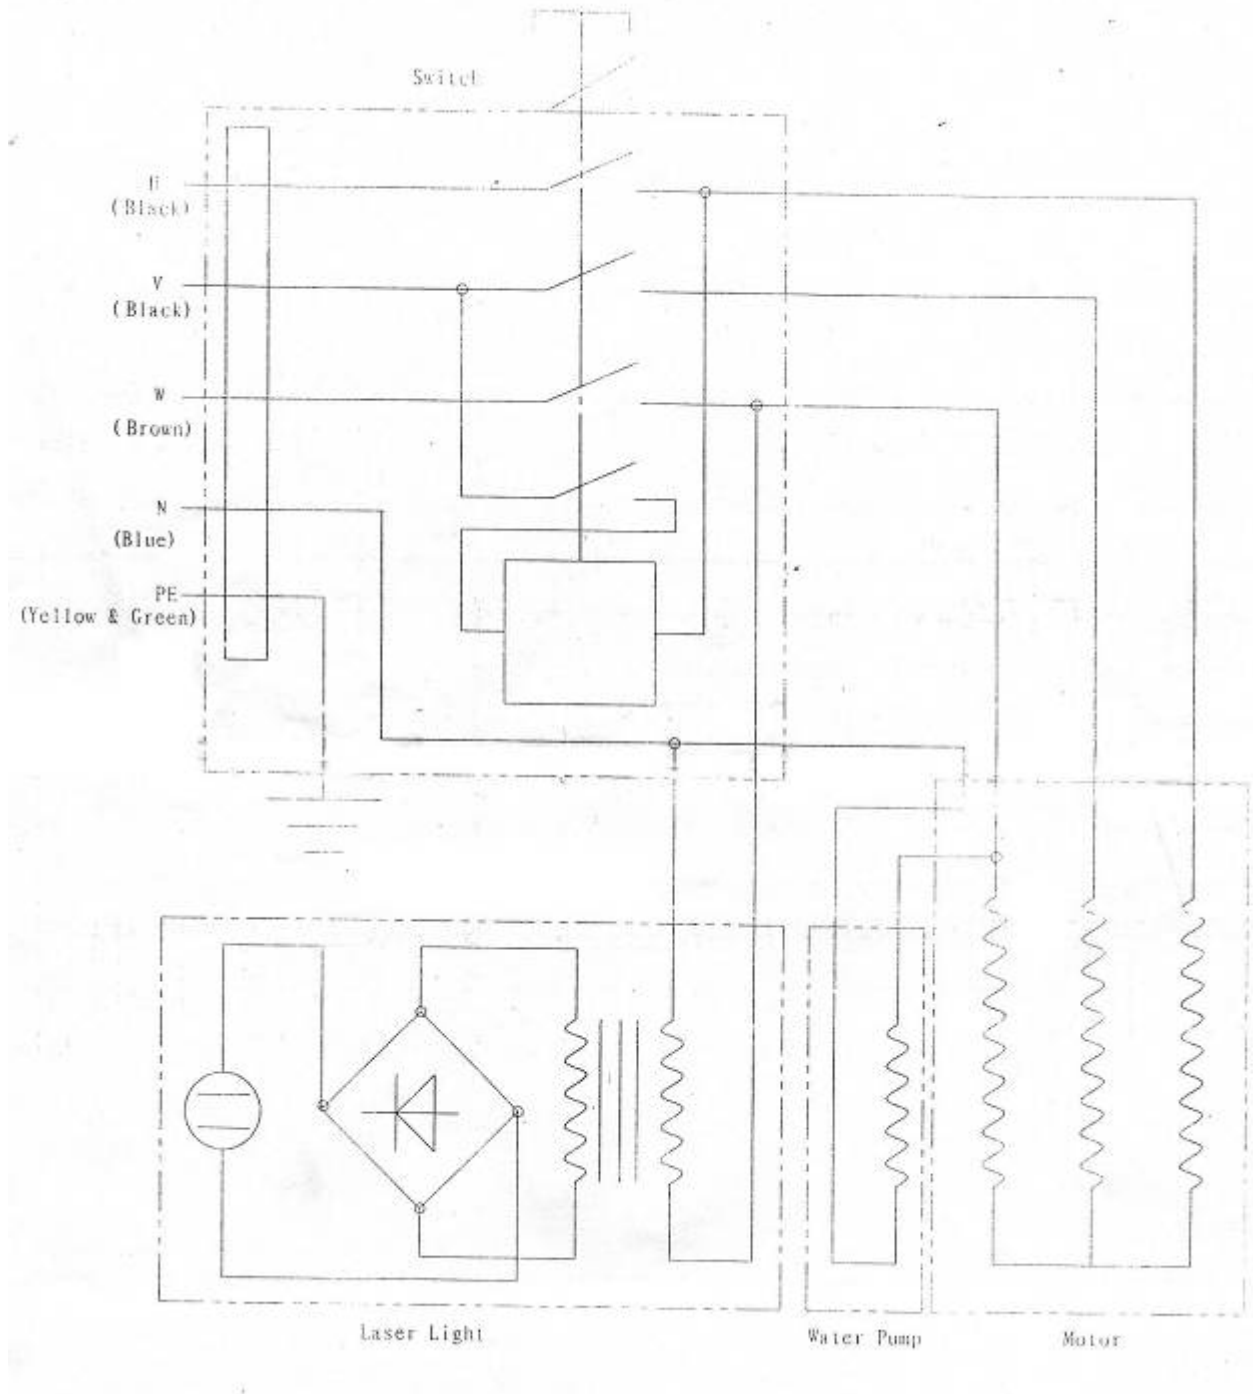 Switch
U
(Black)
V
(Black)
W
(Brown)
N
(Blue)
PE
(Yellow & Green)
Laser Light
Water Pump
Motor